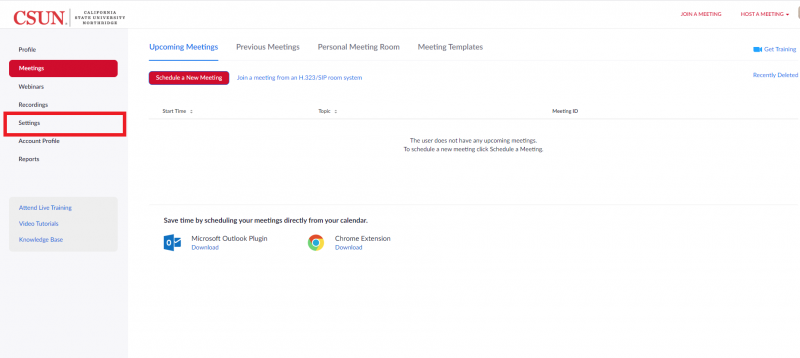 CSUN.
CALIFORNIA
STATE UNIVERSITY
NORTHRIDGE
JOIN A MEETING
HOST A MEETING
Profile
Meetings
Webinars
Recordings
Settings
Account Profile
Reports
Attend Live Training
Video Tutorials
Knowledge Base
Upcoming Meetings
Previous Meetings
Personal Meeting Room
Meeting Templates
Get Training
Schedule a New Meeting
Join a meeting from an H.323/SIP room system
Recently Deleted
Start Time
Topic
Meeting ID
The user does not have any upcoming meetings.
To schedule a new meeting click Schedule a Meeting.
Save time by scheduling your meetings directly from your calendar.
Microsoft Outlook Plugin
Download
Chrome Extension
Download